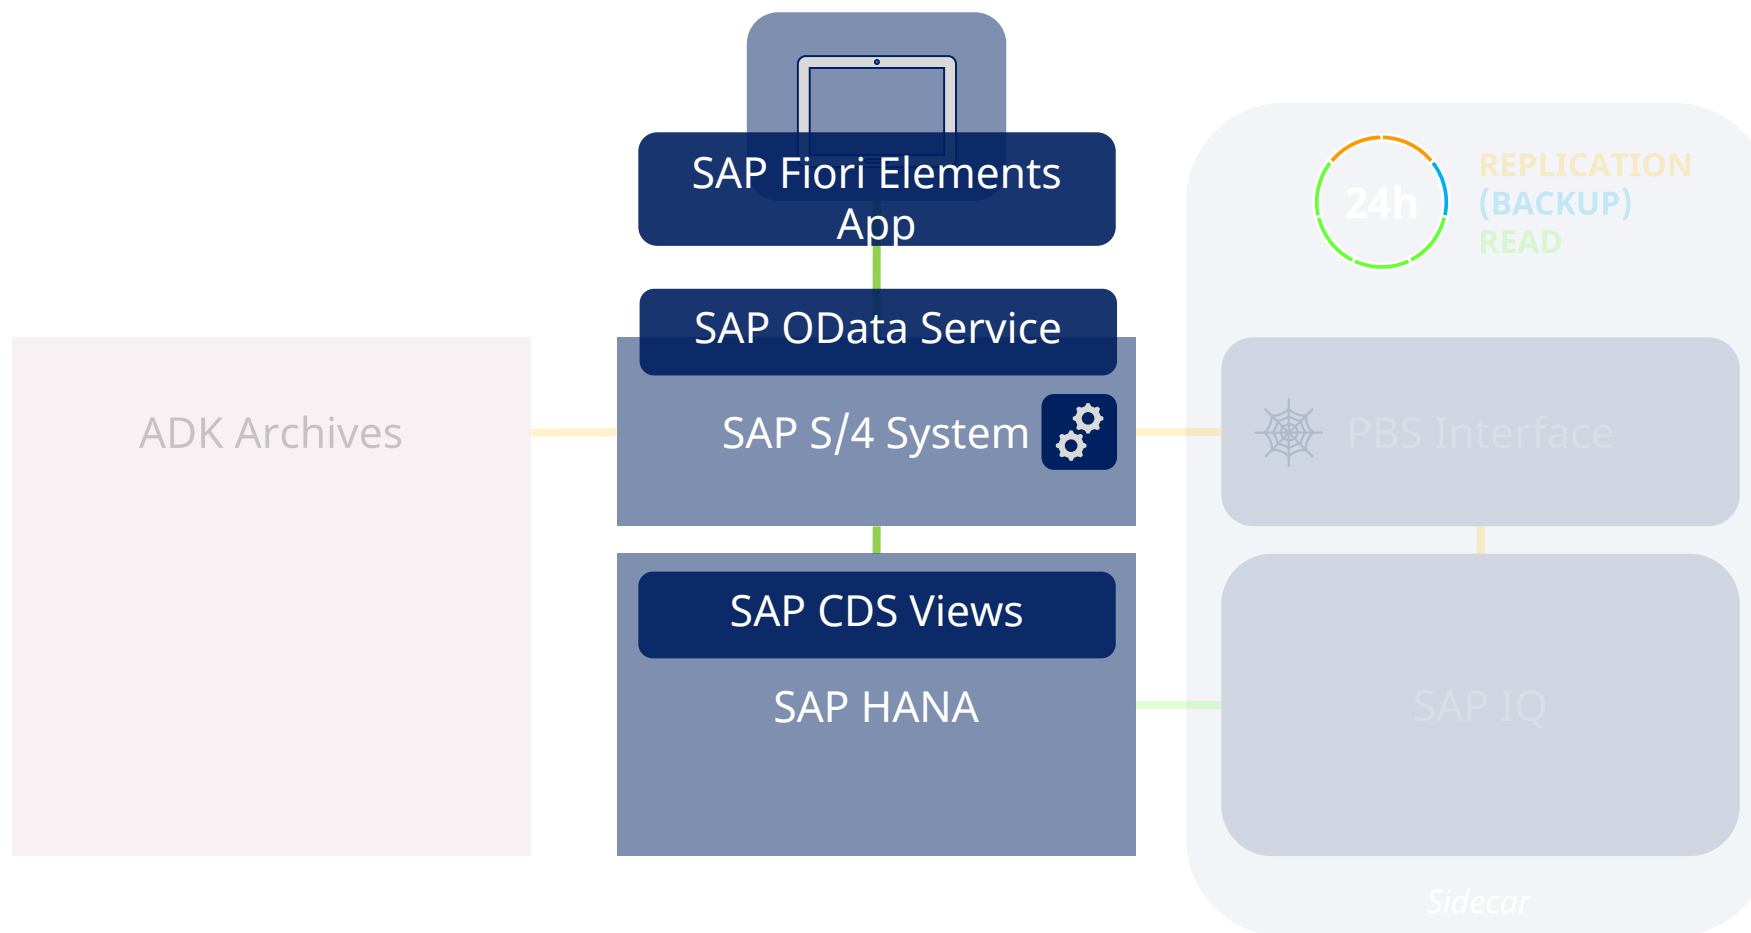 SAP Fiori Elements
App
24h
REPLICATION
(BACKUP)
READ
SAP OData Service
ADK Archives
SAP S/4 System
PBS Interface
SAP CDS Views
SAP HANA
SAP IQ
Sidecar